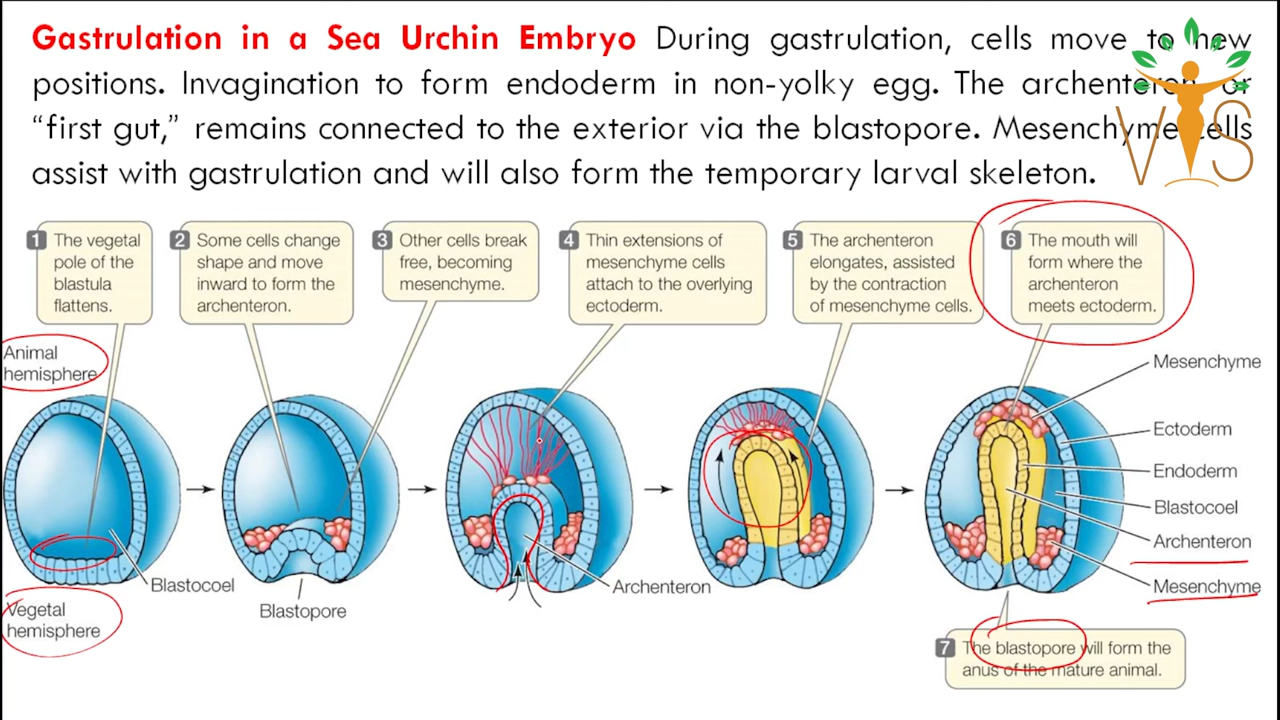 Gastrulation in a Sea Urchin Embryo During gastrulation, cells move to new
positions. Invagination to form endoderm in non-yolky egg. The archenteron, or
“first gut,” remains connected to the exterior via the blastopore. Mesenchyme cells
assist with gastrulation and will also form the temporary larval skeleton.
VIS
1 The vegetal
pole of the
blastula
flattens.
2 Some cells change
shape and move
inward to form the
archenteron.
3 Other cells break
free, becoming
mesenchyme.
4 Thin extensions of
mesenchyme cells
attach to the overlying
ectoderm.
5 The archenteron
elongates, assisted
by the contraction
of mesenchyme cells.
6 The mouth will
form where the
archenteron
meets ectoderm.
Animal
hemisphere
Mesenchyme
Ectoderm
Endoderm
Blastocoel
Archenteron
Mesenchyme
Blastocoel
Archenteron
Blastopore
Vegetal
hemisphere
7 The blastopore will form the
anus of the mature animal.